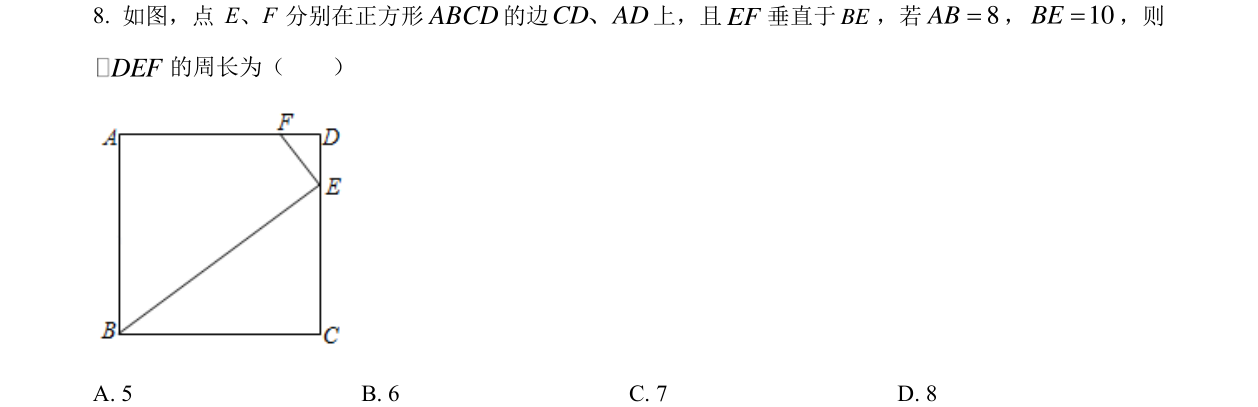 8. 如图，点 E、F 分别在正方形 ABCD 的边 CD、AD 上，且 EF 垂直于 BE，若 AB = 8，BE = 10，则
□DEF 的周长为（　　）
A F D
E
B C
A. 5 B. 6 C. 7 D. 8